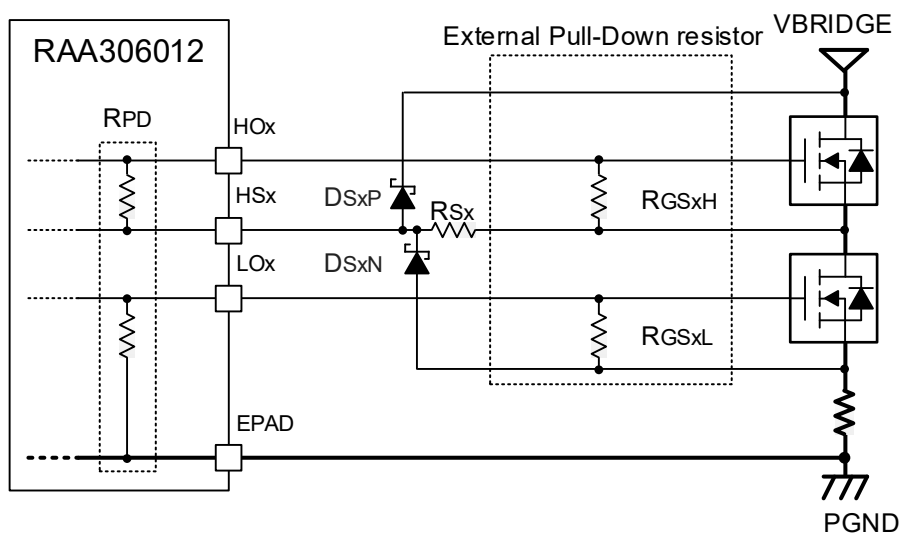 RAA306012
External Pull-Down resistor
VBRIDGE
RPD
HOx
HSx
DSxP
RSx
RGSxH
LOx
DSxN
RGSxL
EPAD
PGND